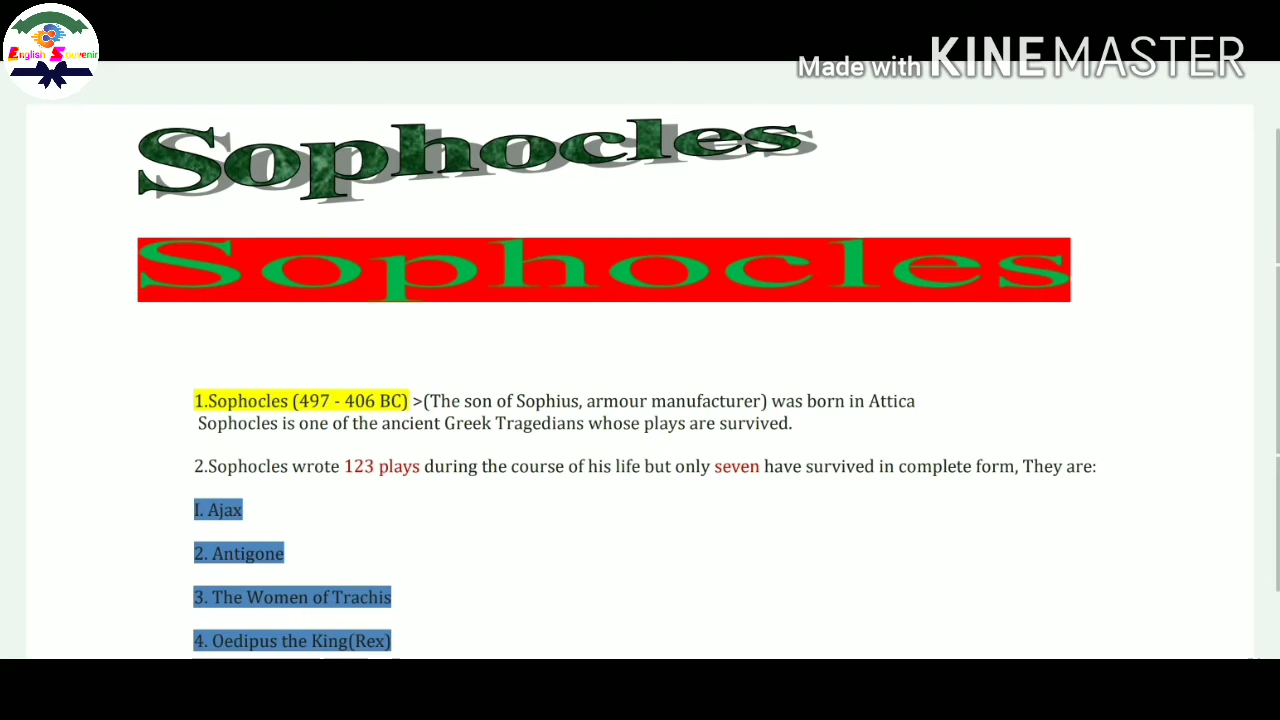 English Souvenir
Made with KINEMASTER
Sophocles
Sophocles
1.Sophocles (497 - 406 BC) >(The son of Sophius, armour manufacturer) was born in Attica
Sophocles is one of the ancient Greek Tragedians whose plays are survived.
2.Sophocles wrote 123 plays during the course of his life but only seven have survived in complete form, They are:
I. Ajax
2. Antigone
3. The Women of Trachis
4. Oedipus the King(Rex)